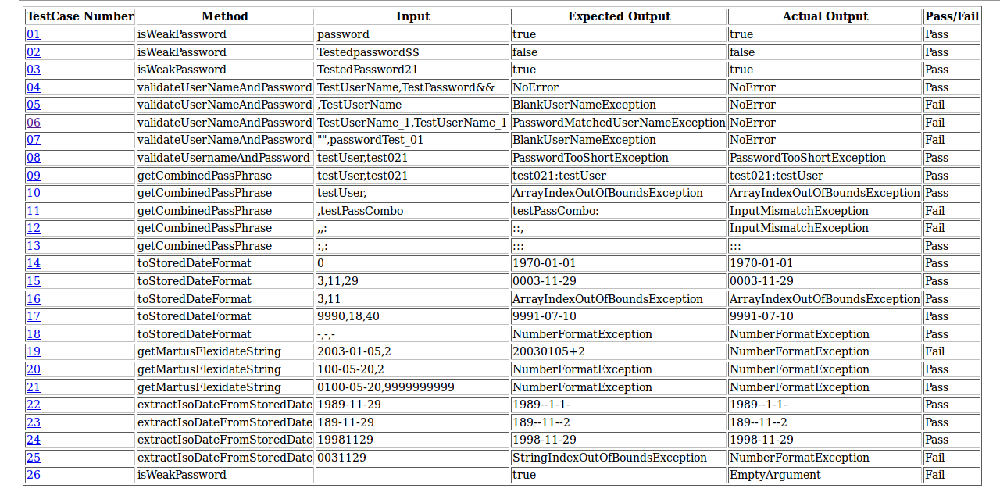 TestCase Number Method Input Expected Output Actual Output Pass/Fail
01 isWeakPassword password true true Pass
02 isWeakPassword Testedpassword$$ false false Pass
03 isWeakPassword TestedPassword21 true true Pass
04 validateUserNameAndPassword TestUserName,TestPassword&& NoError NoError Pass
05 validateUserNameAndPassword ,TestUserName BlankUserNameException NoError Fail
06 validateUserNameAndPassword TestUserName_1,TestUserName_1 PasswordMatchedUserNameException NoError Fail
07 validateUserNameAndPassword "",passwordTest_01 BlankUserNameException NoError Fail
08 validateUsernameAndPassword testUser,test021 PasswordTooShortException PasswordTooShortException Pass
09 getCombinedPassPhrase testUser,test021 test021:testUser test021:testUser Pass
10 getCombinedPassPhrase testUser, ArrayIndexOutOfBoundsException ArrayIndexOutOfBoundsException Pass
11 getCombinedPassPhrase ,testPassCombo testPassCombo: InputMismatchException Fail
12 getCombinedPassPhrase ,,: ::, InputMismatchException Fail
13 getCombinedPassPhrase :,: ::: ::: Pass
14 toStoredDateFormat 0 1970-01-01 1970-01-01 Pass
15 toStoredDateFormat 3,11,29 0003-11-29 0003-11-29 Pass
16 toStoredDateFormat 3,11 ArrayIndexOutOfBoundsException ArrayIndexOutOfBoundsException Pass
17 toStoredDateFormat 9990,18,40 9991-07-10 9991-07-10 Pass
18 toStoredDateFormat -,-,- NumberFormatException NumberFormatException Pass
19 getMartusFlexidateString 2003-01-05,2 20030105+2 NumberFormatException Fail
20 getMartusFlexidateString 100-05-20,2 NumberFormatException NumberFormatException Pass
21 getMartusFlexidateString 0100-05-20,9999999999 NumberFormatException NumberFormatException Pass
22 extractIsoDateFromStoredDate 1989-11-29 1989--1-1- 1989--1-1- Pass
23 extractIsoDateFromStoredDate 189-11-29 189--11--2 189--11--2 Pass
24 extractIsoDateFromStoredDate 19981129 1998-11-29 1998-11-29 Pass
25 extractIsoDateFromStoredDate 0031129 StringIndexOutOfBoundsException NumberFormatException Fail
26 isWeakPassword true EmptyArgument Fail